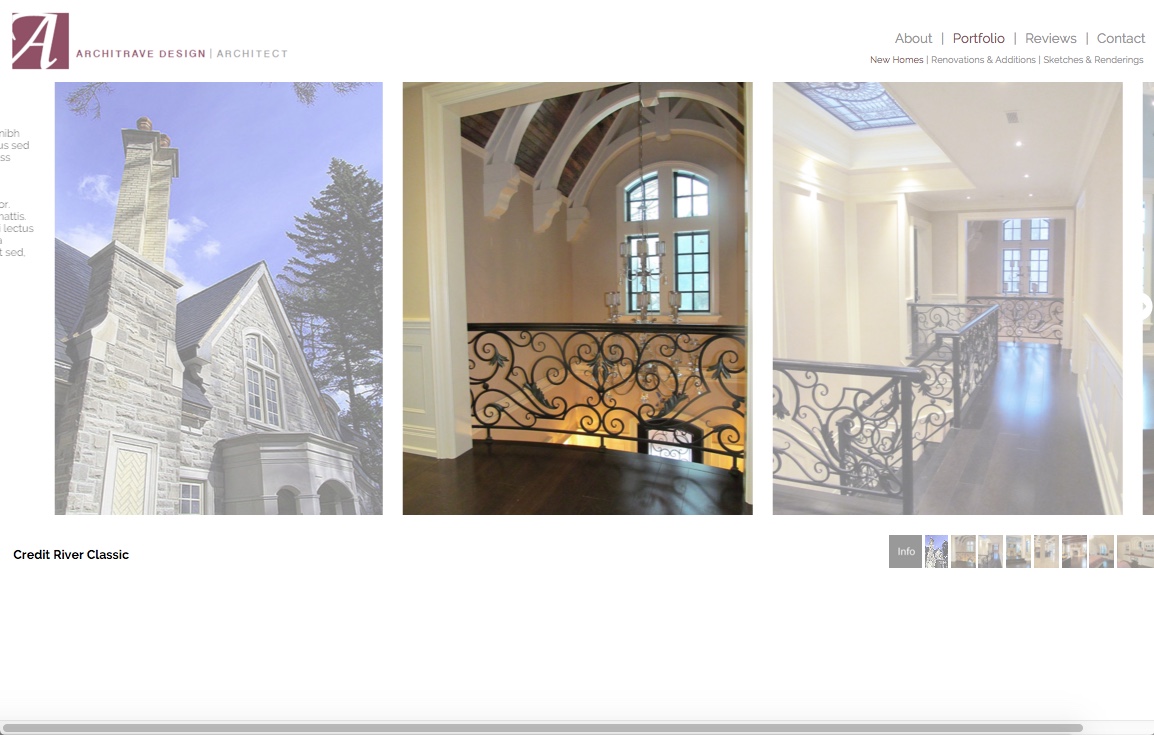 A
ARCHITRAVE DESIGN | ARCHITECT
About | Portfolio | Reviews | Contact
New Homes | Renovations & Additions | Sketches & Renderings
nibh
us sed
ss
or.
mattis.
lectus
a
t sed,
Credit River Classic
Info